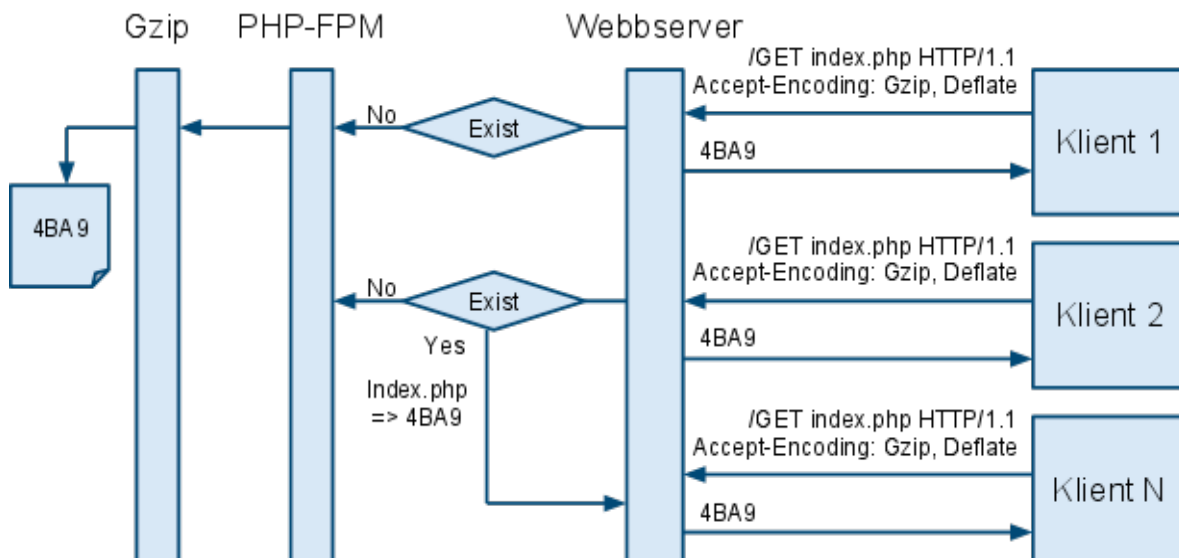 Gzip PHP-FPM Webbserver
/GET index.php HTTP/1.1
Accept-Encoding: Gzip, Deflate
No
Exist
4BA9
Klient 1
4BA9
/GET index.php HTTP/1.1
Accept-Encoding: Gzip, Deflate
No
Exist
4BA9
Klient 2
Yes
Index.php
=> 4BA9
/GET index.php HTTP/1.1
Accept-Encoding: Gzip, Deflate
4BA9
Klient N